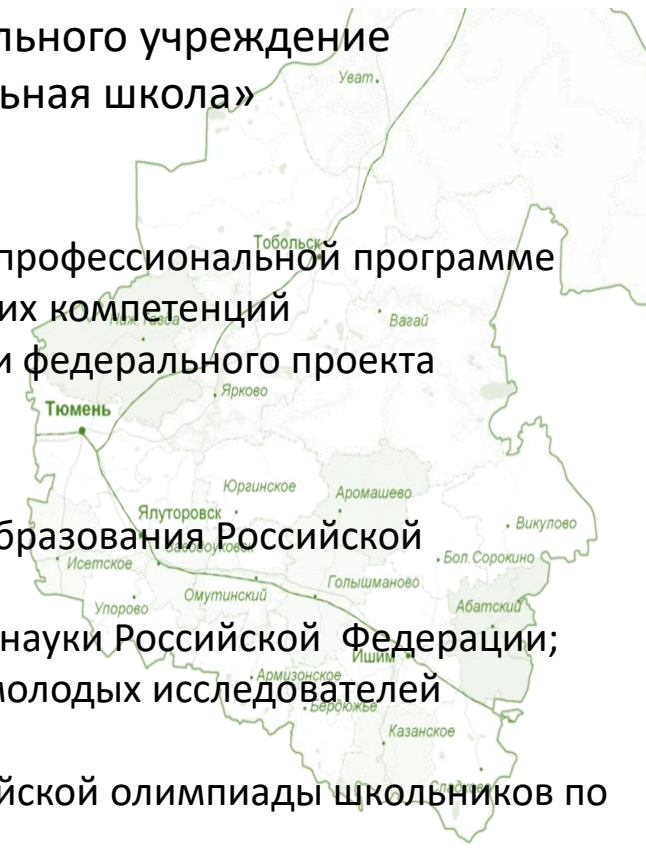 льного учреждение
Уват
ьная школа»
Тобольск
профессиональной программе
их компетенций
Вагай
и федерального проекта
Ярково
Тюмень
Юргинское
Аромашево
Ялуторовск
Викулово
бразования Российской
Бол.Сорокино
Исетское
Голышманово
Омутинский
Упорово
Абатский
науки Российской Федерации;
Ишим
Армизонское
молодых исследователей
Бердюжье
Казанское
йской олимпиады школьников по